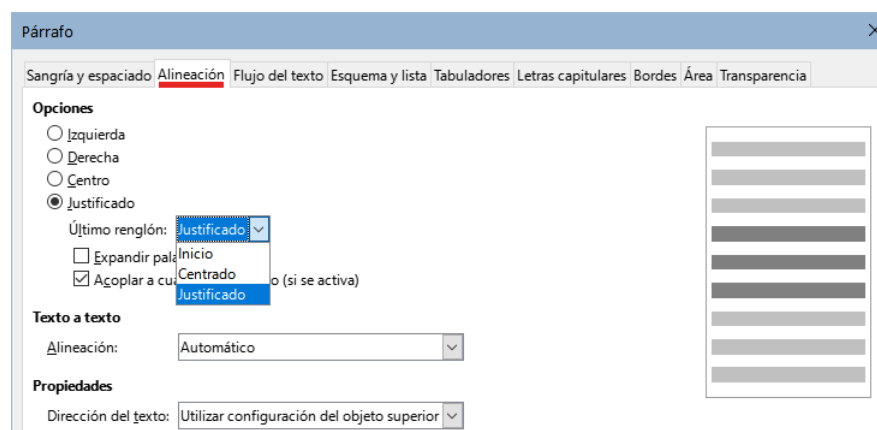 Párrafo
Sangría y espaciado Alineación Flujo del texto Esquema y lista Tabuladores Letras capitulares Bordes Área Transparencia
Opciones
Izquierda
Derecha
Centro
Justificado
Último renglón: Justificado
Expandir Inicio
Acoplar a Centrado o (si se activa)
Justificado
Texto a texto
Alineación: Automático
Propiedades
Dirección del texto: Utilizar configuración del objeto superior